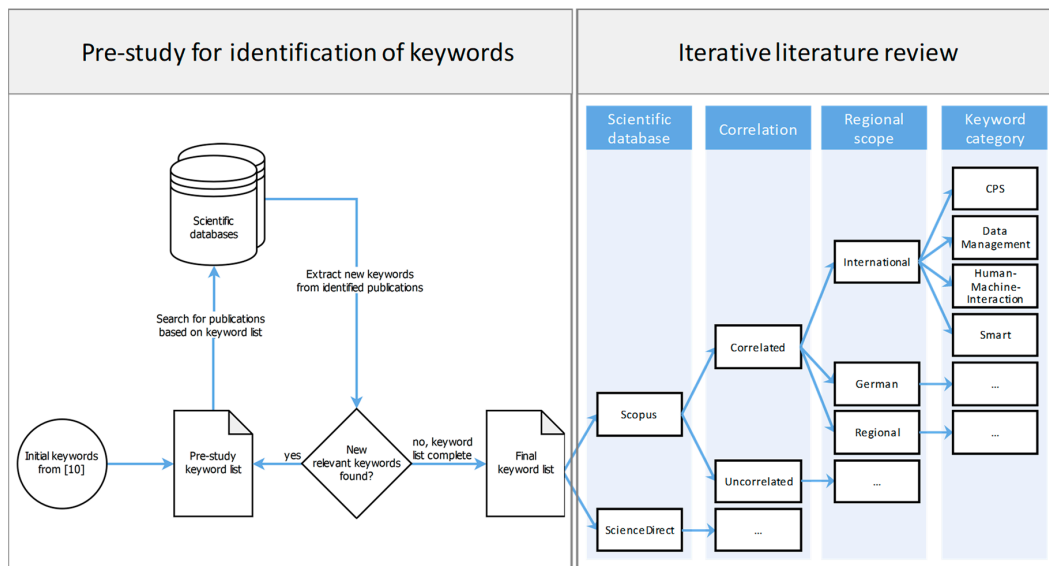 Pre-study for identification of keywords
Scientific
databases
Extract new keywords
from identified publications
Search for publications
based on keyword list
Initial keywords
from [10]
Pre-study
keyword list
yes
New
relevant keywords
found?
no, keyword
list complete
Final
keyword list
Iterative literature review
Scientific
database
Correlation
Regional
scope
Keyword
category
Scopus
ScienceDirect
Correlated
Uncorrelated
...
International
German
Regional
...
CPS
Data
Management
Human-
Machine-
Interaction
Smart
...
...